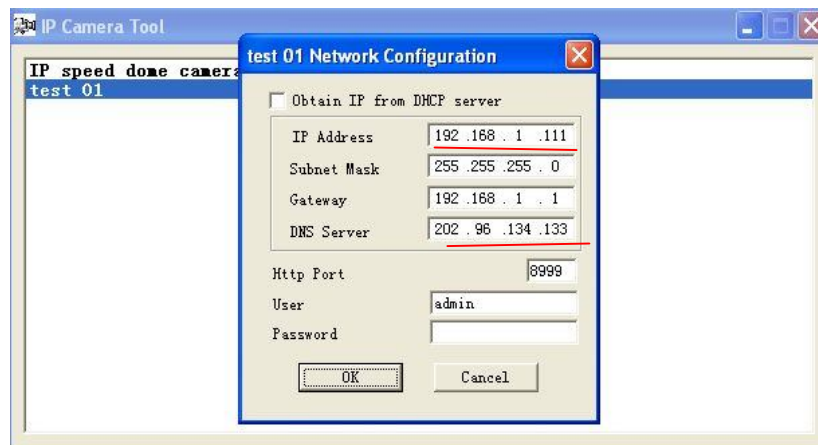 IP Camera Tool
test 01 Network Configuration
IP speed dome camera
test 01
Obtain IP from DHCP server
IP Address 192 .168 . 1 .111
Subnet Mask 255 .255 .255 . 0
Gateway 192 .168 . 1 . 1
DNS Server 202 . 96 .134 .133
Http Port 8999
User admin
Password
OK Cancel